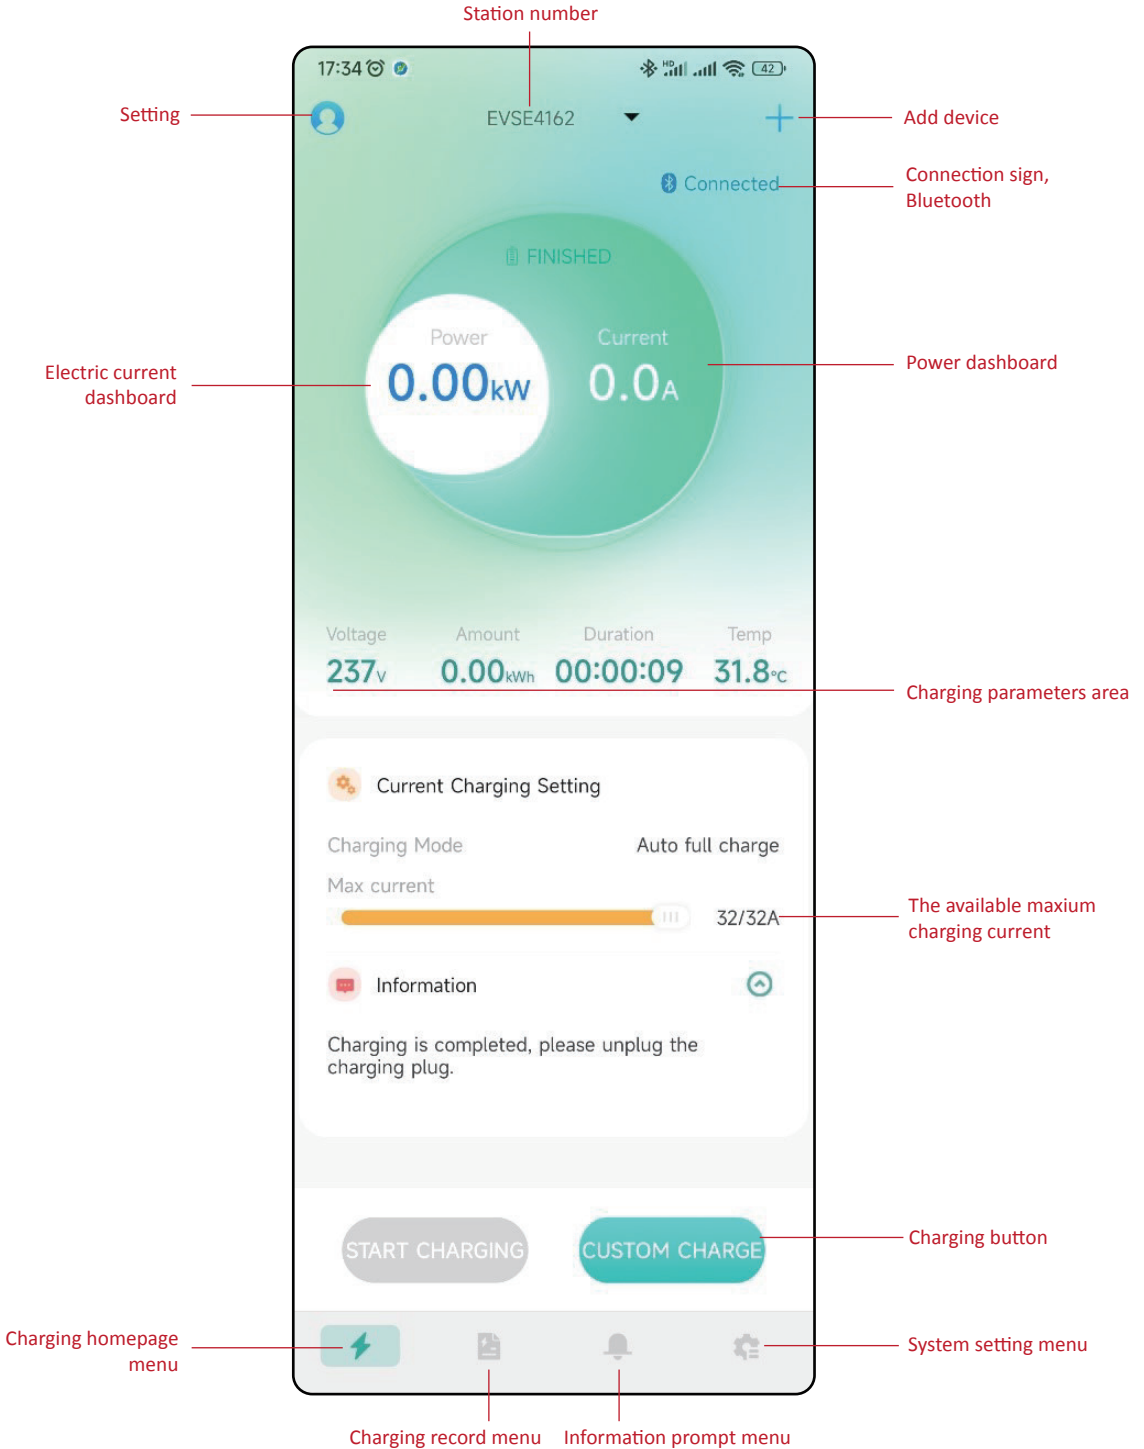 Station number
17:34
HD
42
Setting
EVSE4162
Add device
Connected
Connection sign,
Bluetooth
FINISHED
Power
Current
0.00kW
0.0A
Electric current
dashboard
Power dashboard
Voltage
Amount
Duration
Temp
237V
0.00kWh
00:00:09
31.8°C
Charging parameters area
Current Charging Setting
Charging Mode
Auto full charge
Max current
32/32A
The available maxium
charging current
Information
Charging is completed, please unplug the
charging plug.
START CHARGING
CUSTOM CHARGE
Charging button
Charging homepage
menu
System setting menu
Charging record menu
Information prompt menu